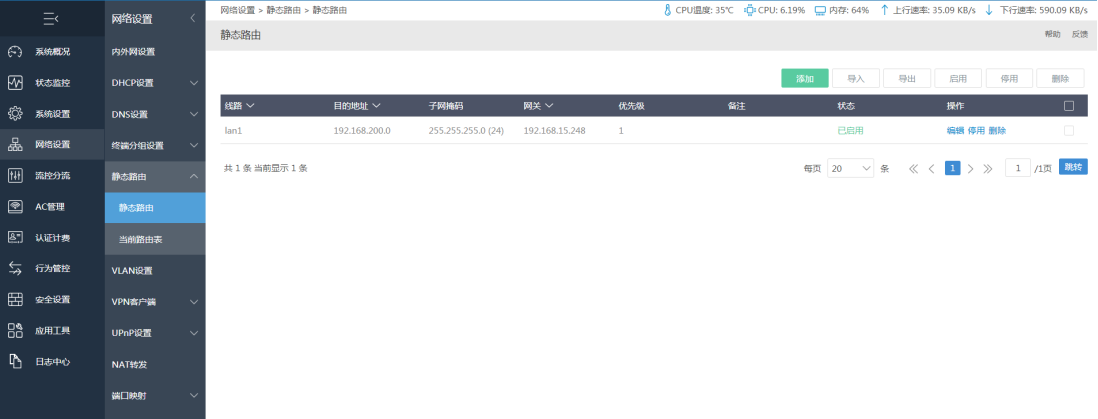 网络设置 > 静态路由 > 静态路由
CPU温度: 35℃ CPU: 6.19% 内存: 64% 上行速率: 35.09 KB/s 下行速率: 590.09 KB/s
网络设置
静态路由
帮助 反馈
系统概况
状态监控
系统设置
网络设置
流控分流
AC管理
认证计费
行为管控
安全设置
应用工具
日志中心
内外网设置
DHCP设置
DNS设置
终端分组设置
静态路由
静态路由
当前路由表
VLAN设置
VPN客户端
UPnP设置
NAT转发
端口映射
添加 导入 导出 启用 停用 删除
线路 目的地址 子网掩码 网关 优先级 备注 状态 操作
lan1 192.168.200.0 255.255.255.0 (24) 192.168.15.248 1 已启用 编辑 停用 删除
共 1 条 当前显示 1 条
每页 20 条 1 1 /1页 跳转